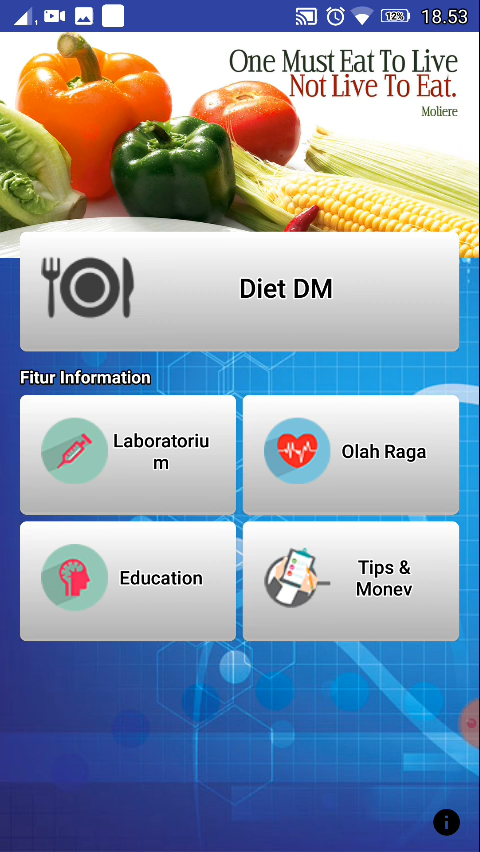 1
12%
18.53
One Must Eat To Live
Not Live To Eat.
Moliere
Diet DM
Fitur Information
Laboratoriu
m
Olah Raga
Education
Tips &
Monev